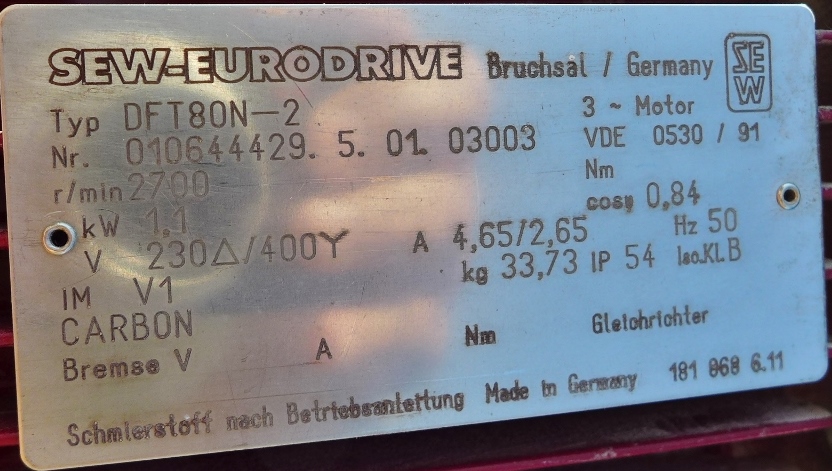 SEW-EURODRIVE Bruchsal / Germany SEW
Typ DFT80N-2 3 ~ Motor
Nr. 010644429. 5. 01. 03003 VDE 0530 / 91
r/min 2700 Nm
kW 1,1 cosφ 0,84
V 230△/400Y A 4,65/2,65 Hz 50
IM V1 kg 33,73 IP 54 Iso.Kl. B
CARBON
Bremse V A Nm Gleichrichter
Schmierstoff nach Betriebsanleitung Made in Germany 181 868 6.11